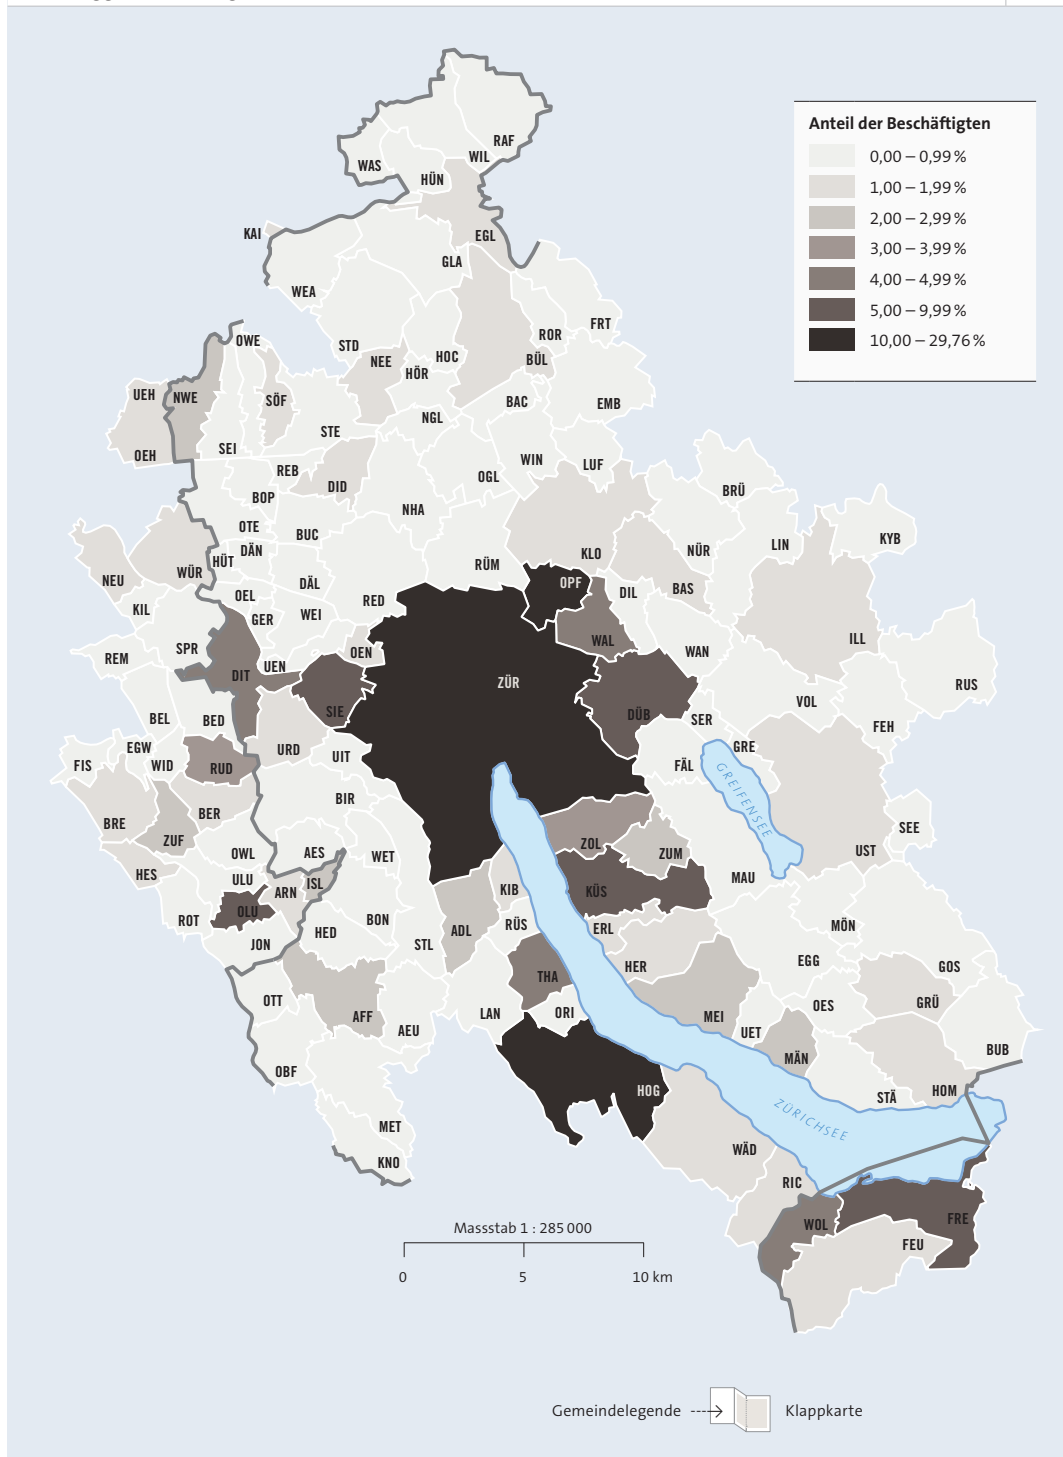 Anteil der Beschäftigten
0,00 – 0,99 %
1,00 – 1,99 %
2,00 – 2,99 %
3,00 – 3,99 %
4,00 – 4,99 %
5,00 – 9,99 %
10,00 – 29,76 %
RAF
WIL
WAS
HÜN
KAI
EGL
GLA
WEA
FRT
ROR
OWE
STD
HOC
BÜL
NEE
HÖR
UEH
NWE
SÖF
BAC
EMB
NGL
STE
SEI
OEH
WIN
LUF
REB
OGL
DID
BRÜ
BOP
NHA
OTE
BUC
KYB
LIN
DÄN
NÜR
KLO
HÜT
RÜM
WÜR
NEU
DÄL
OPF
BAS
DIL
OEL
RED
KIL
GER
WEI
ILL
WAL
SPR
OEN
WAN
REM
UEN
DIT
ZÜR
RUS
VOL
SIE
DÜB
BEL
BED
SER
FEH
EGW
URD
GRE
UIT
FIS
WID
RUD
FÄL
GREIFENSEE
BIR
BER
BRE
SEE
ZUF
ZOL
UST
OWL
AES
WET
ZUM
HES
MAU
ULU
ISL
ARN
KIB
KÜS
OLU
ROT
BON
RÜS
MÖN
HED
ADL
ERL
JON
STL
EGG
HER
GOS
THA
OTT
GRÜ
OES
LAN
ORI
AFF
MEI
AEU
UET
BUB
MÄN
OBF
HOG
HOM
STÄ
ZÜRICHSEE
MET
WÄD
KNO
RIC
FRE
WOL
FEU
Massstab 1 : 285 000
0 5 10 km
Gemeindelegende
Klappkarte